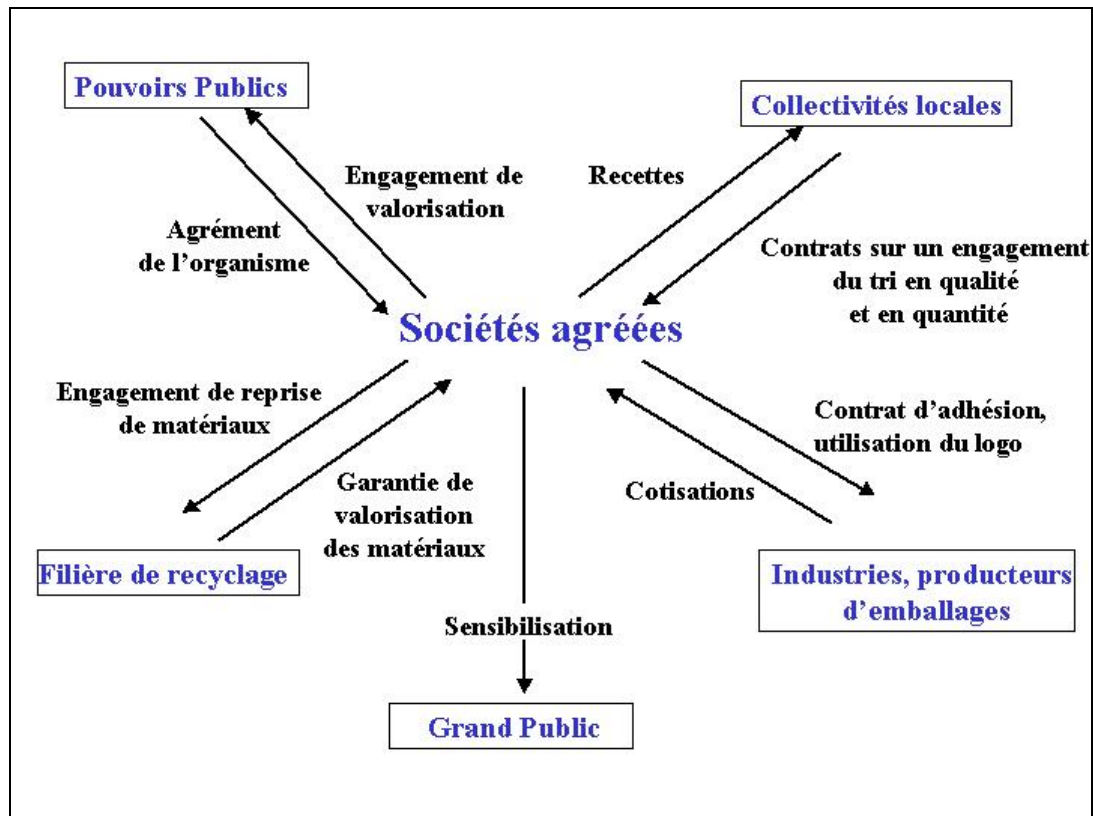 Pouvoirs Publics
Collectivités locales
Engagement de
valorisation
Recettes
Agrément
de l'organisme
Contrats sur un engagement
du tri en qualité
et en quantité
Sociétés agréées
Engagement de reprise
de matériaux
Contrat d'adhésion,
utilisation du logo
Garantie de
valorisation
des matériaux
Cotisations
Filière de recyclage
Industries, producteurs
d'emballages
Sensibilisation
Grand Public